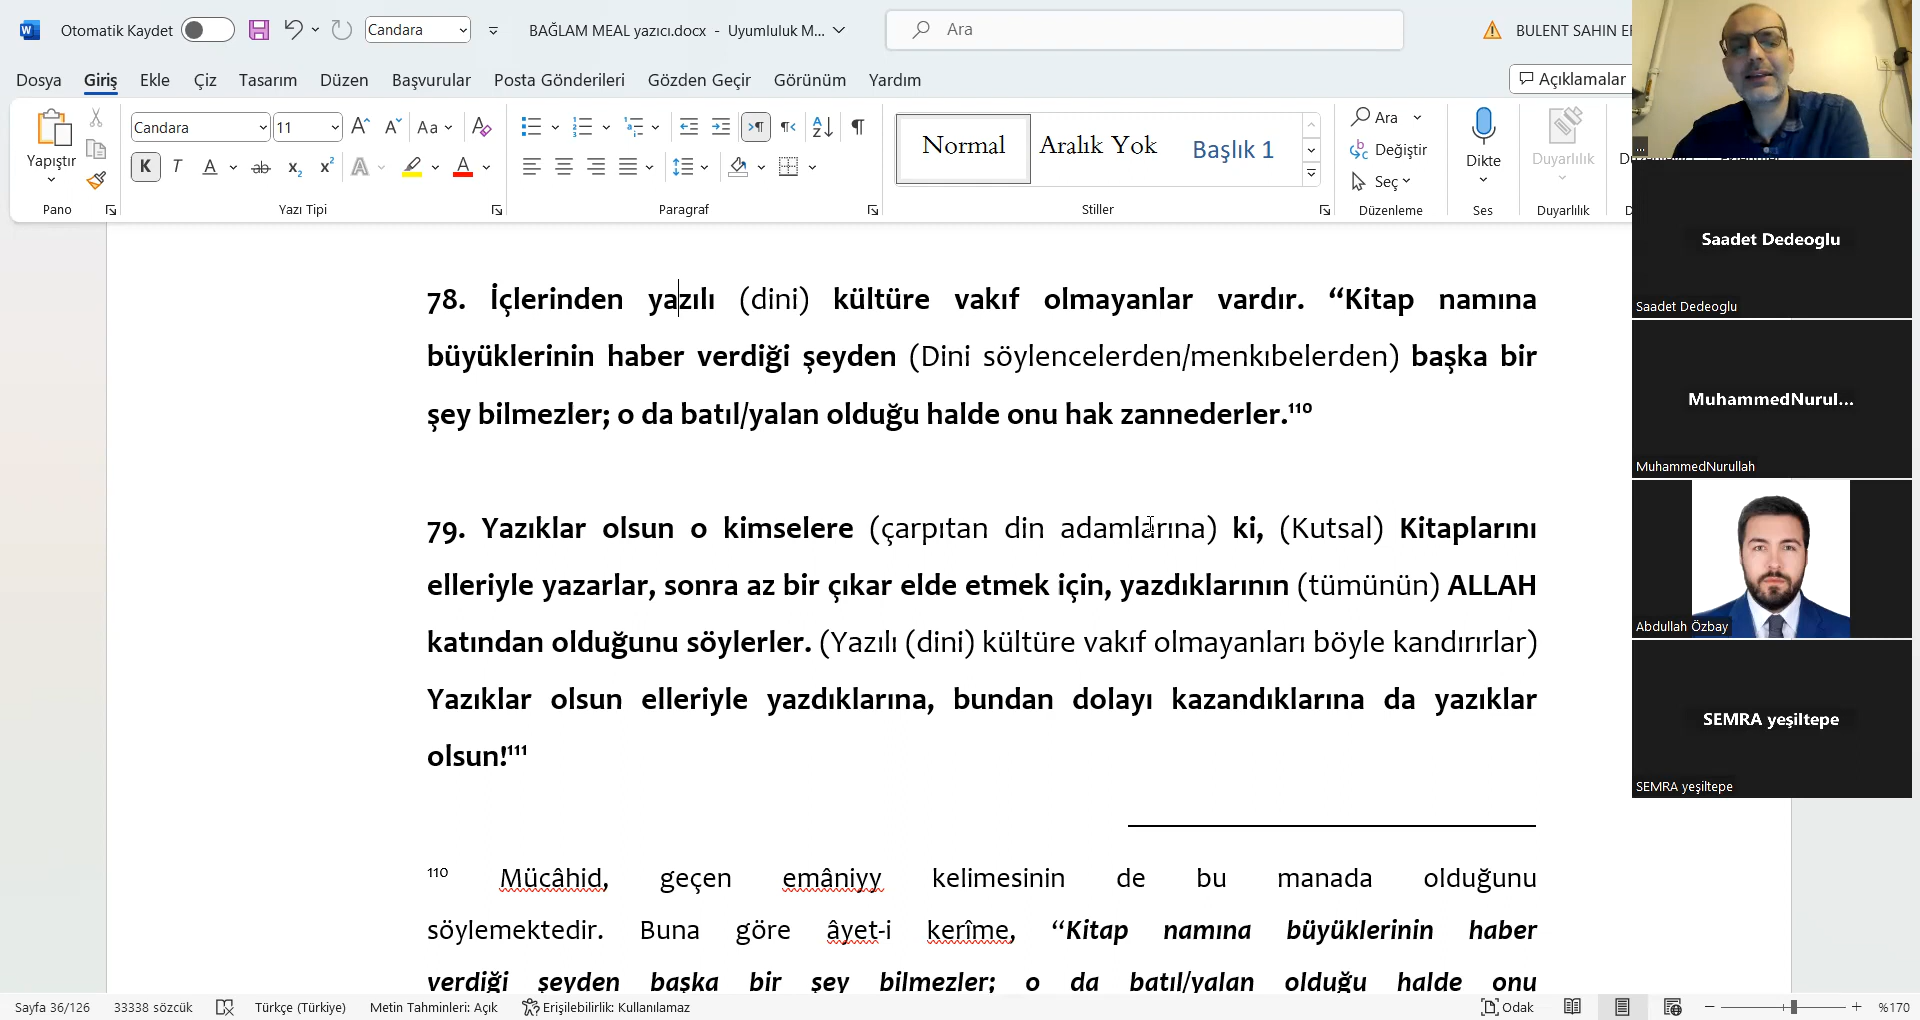 Otomatik Kaydet
Candara
BAĞLAM MEAL yazıcı.docx - Uyumluluk M...
Ara
BULENT SAHIN
Dosya Giriş Ekle Çiz Tasarım Düzen Başvurular Posta Gönderileri Gözden Geçir Görünüm Yardım
Açıklamalar
Yapıştır
Candara 11
Normal Aralık Yok Başlık 1
Ara
Değiştir
Seç
Dikte
Duyarlılık
Pano Yazı Tipi Paragraf Stiller Düzenleme Ses Duyarlılık
78. İçlerinden yazılı (dini) kültüre vakıf olmayanlar vardır. “Kitap namına
büyüklerinin haber verdiği şeyden (Dini söylencelerden/menkıbelerden) başka bir
şey bilmezler; o da batıl/yalan olduğu halde onu hak zannederler.¹¹⁰
79. Yazıklar olsun o kimselere (çarpıtan din adamlarına) ki, (Kutsal) Kitaplarını
elleriyle yazarlar, sonra az bir çıkar elde etmek için, yazdıklarının (tümünün) ALLAH
katından olduğunu söylerler. (Yazılı (dini) kültüre vakıf olmayanları böyle kandırırlar)
Yazıklar olsun elleriyle yazdıklarına, bundan dolayı kazandıklarına da yazıklar
olsun!¹¹¹
¹¹⁰ Mücâhid, geçen emâniyy kelimesinin de bu manada olduğunu
söylemektedir. Buna göre âyet-i kerîme, “Kitap namına büyüklerinin haber
verdiği şeyden başka bir şey bilmezler; o da batıl/yalan olduğu halde onu
Saadet Dedeoglu
Saadet Dedeoglu
MuhammedNurul...
MuhammedNurullah
Abdullah Özbay
SEMRA yeşiltepe
SEMRA yeşiltepe
Sayfa 36/126 33338 sözcük Türkçe (Türkiye) Metin Tahminleri: Açık Erişilebilirlik: Kullanılamaz Odak %170